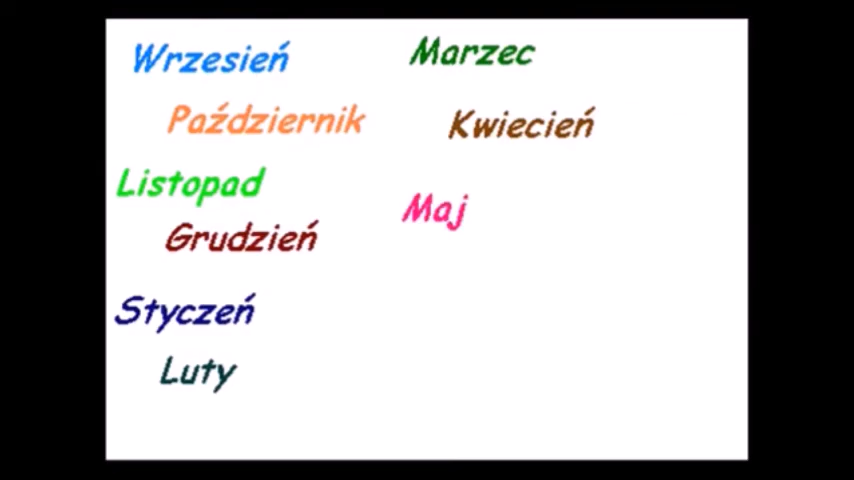 Wrzesień
Październik
Listopad
Grudzień
Styczeń
Luty
Marzec
Kwiecień
Maj